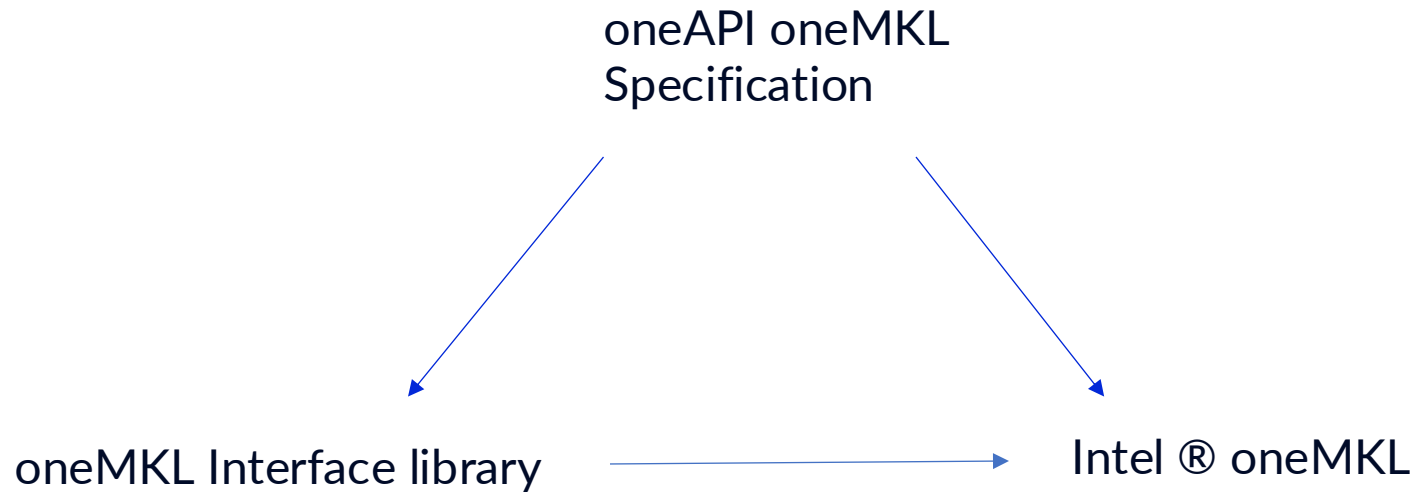 oneAPI oneMKL
Specification
oneMKL Interface library
Intel ® oneMKL